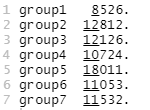 1 group1 8526.
2 group2 12812.
3 group3 12126.
4 group4 10724.
5 group5 18011.
6 group6 11053.
7 group7 11532.